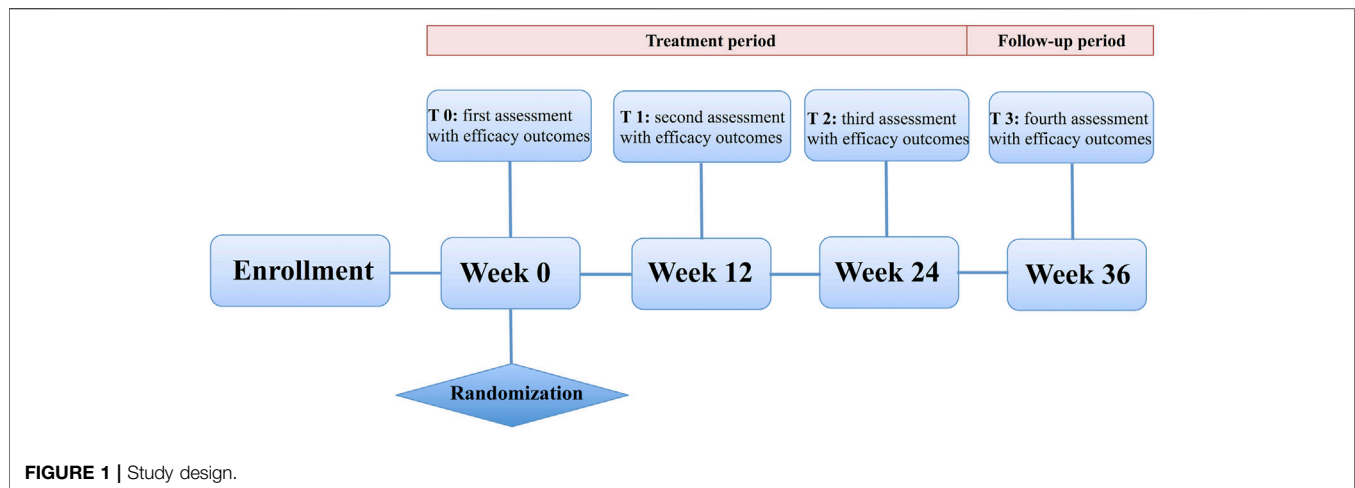 Treatment period
Follow-up period
T 0: first assessment
with efficacy outcomes
T 1: second assessment
with efficacy outcomes
T 2: third assessment
with efficacy outcomes
T 3: fourth assessment
with efficacy outcomes
Enrollment
Week 0
Week 12
Week 24
Week 36
Randomization
FIGURE 1 | Study design.